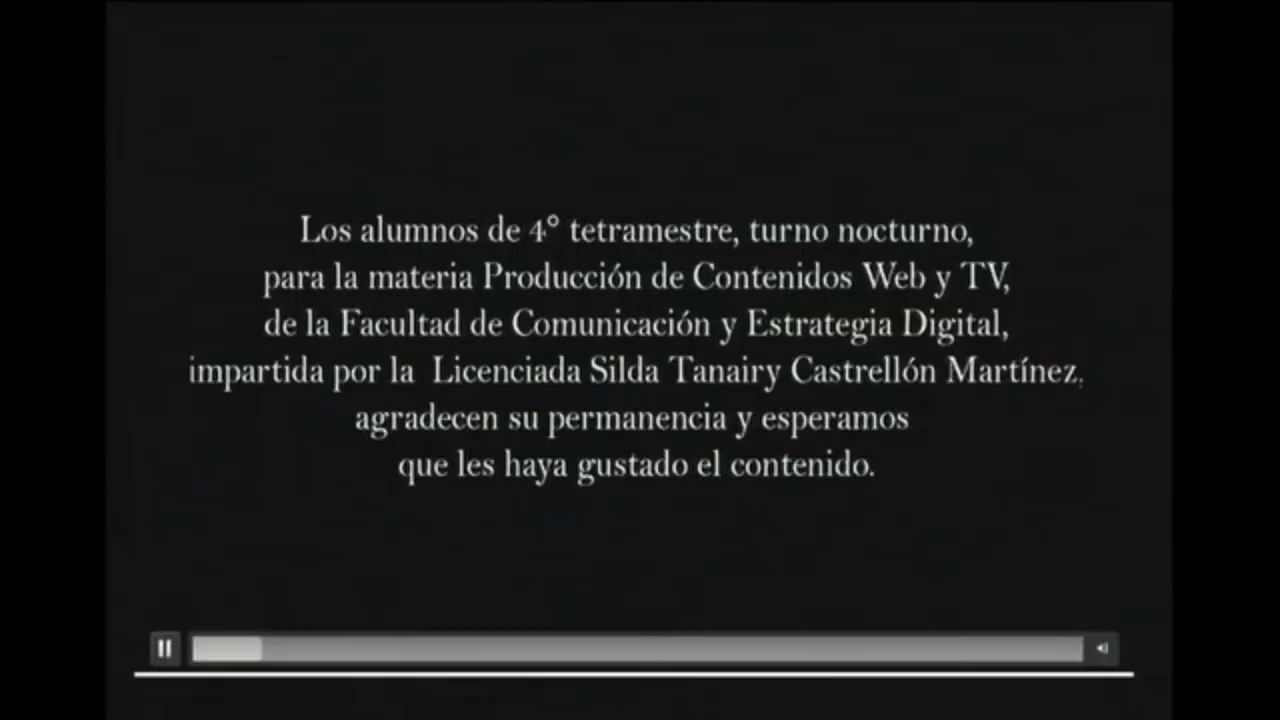 Los alumnos de 4° tetramestre, turno nocturno,
para la materia Producción de Contenidos Web y TV,
de la Facultad de Comunicación y Estrategia Digital,
impartida por la Licenciada Silda Tanairy Castrellón Martínez,
agradecen su permanencia y esperamos
que les haya gustado el contenido.